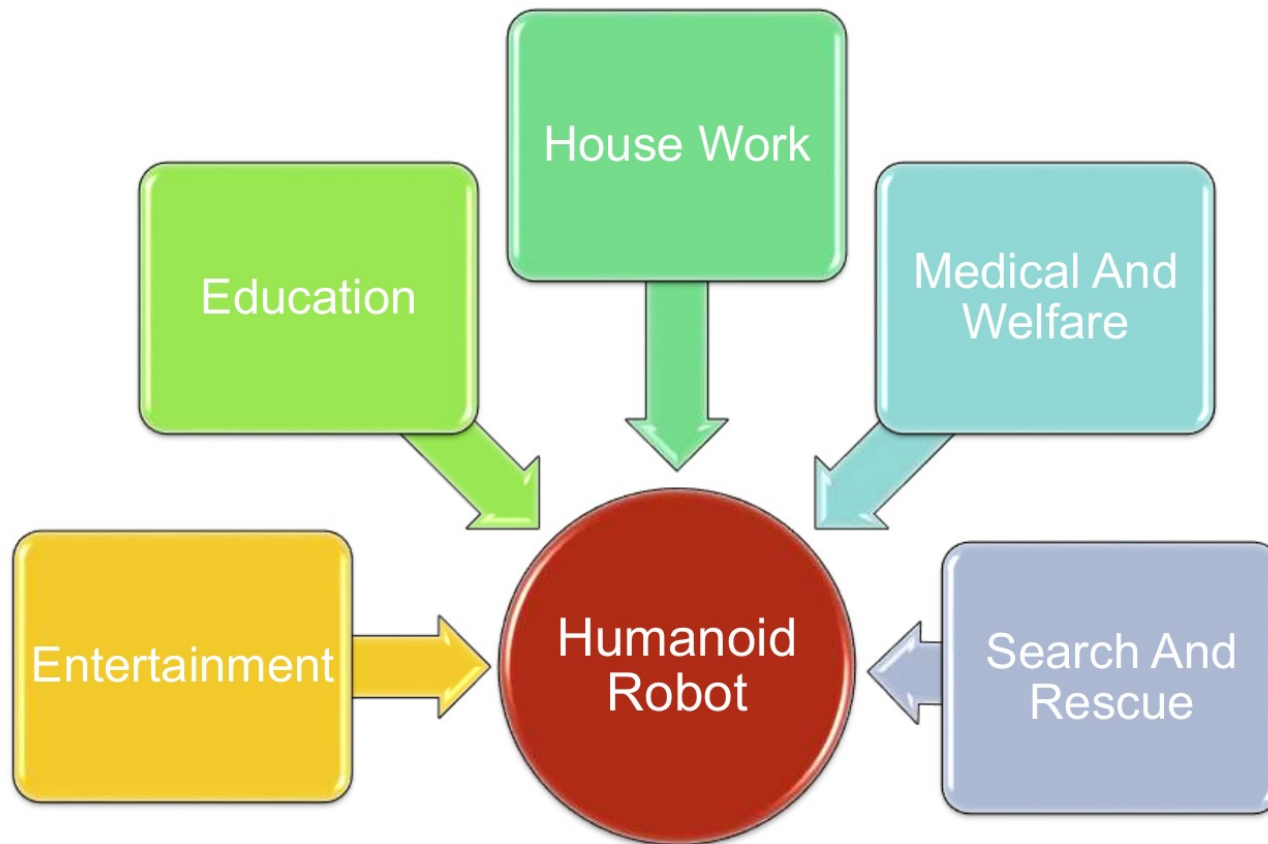 House Work
Education
Medical And
Welfare
Entertainment
Humanoid
Robot
Search And
Rescue